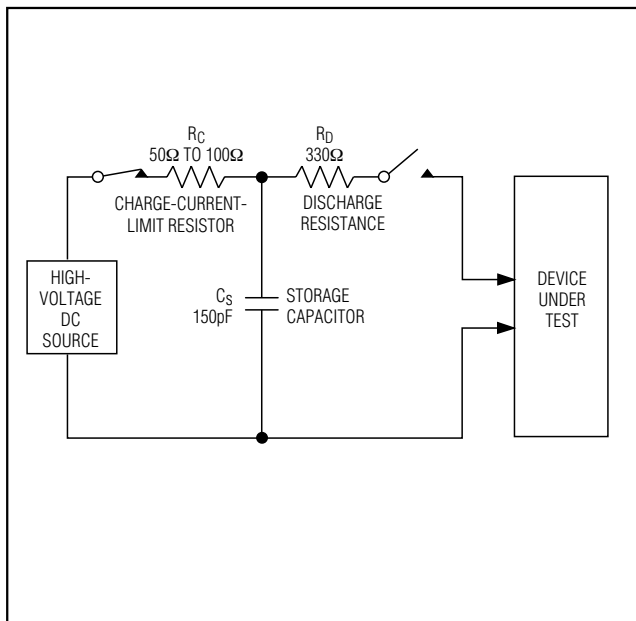 R_C
50Ω TO 100Ω
CHARGE-CURRENT-
LIMIT RESISTOR
R_D
330Ω
DISCHARGE
RESISTANCE
HIGH-
VOLTAGE
DC
SOURCE
C_S
150pF
STORAGE
CAPACITOR
DEVICE
UNDER
TEST